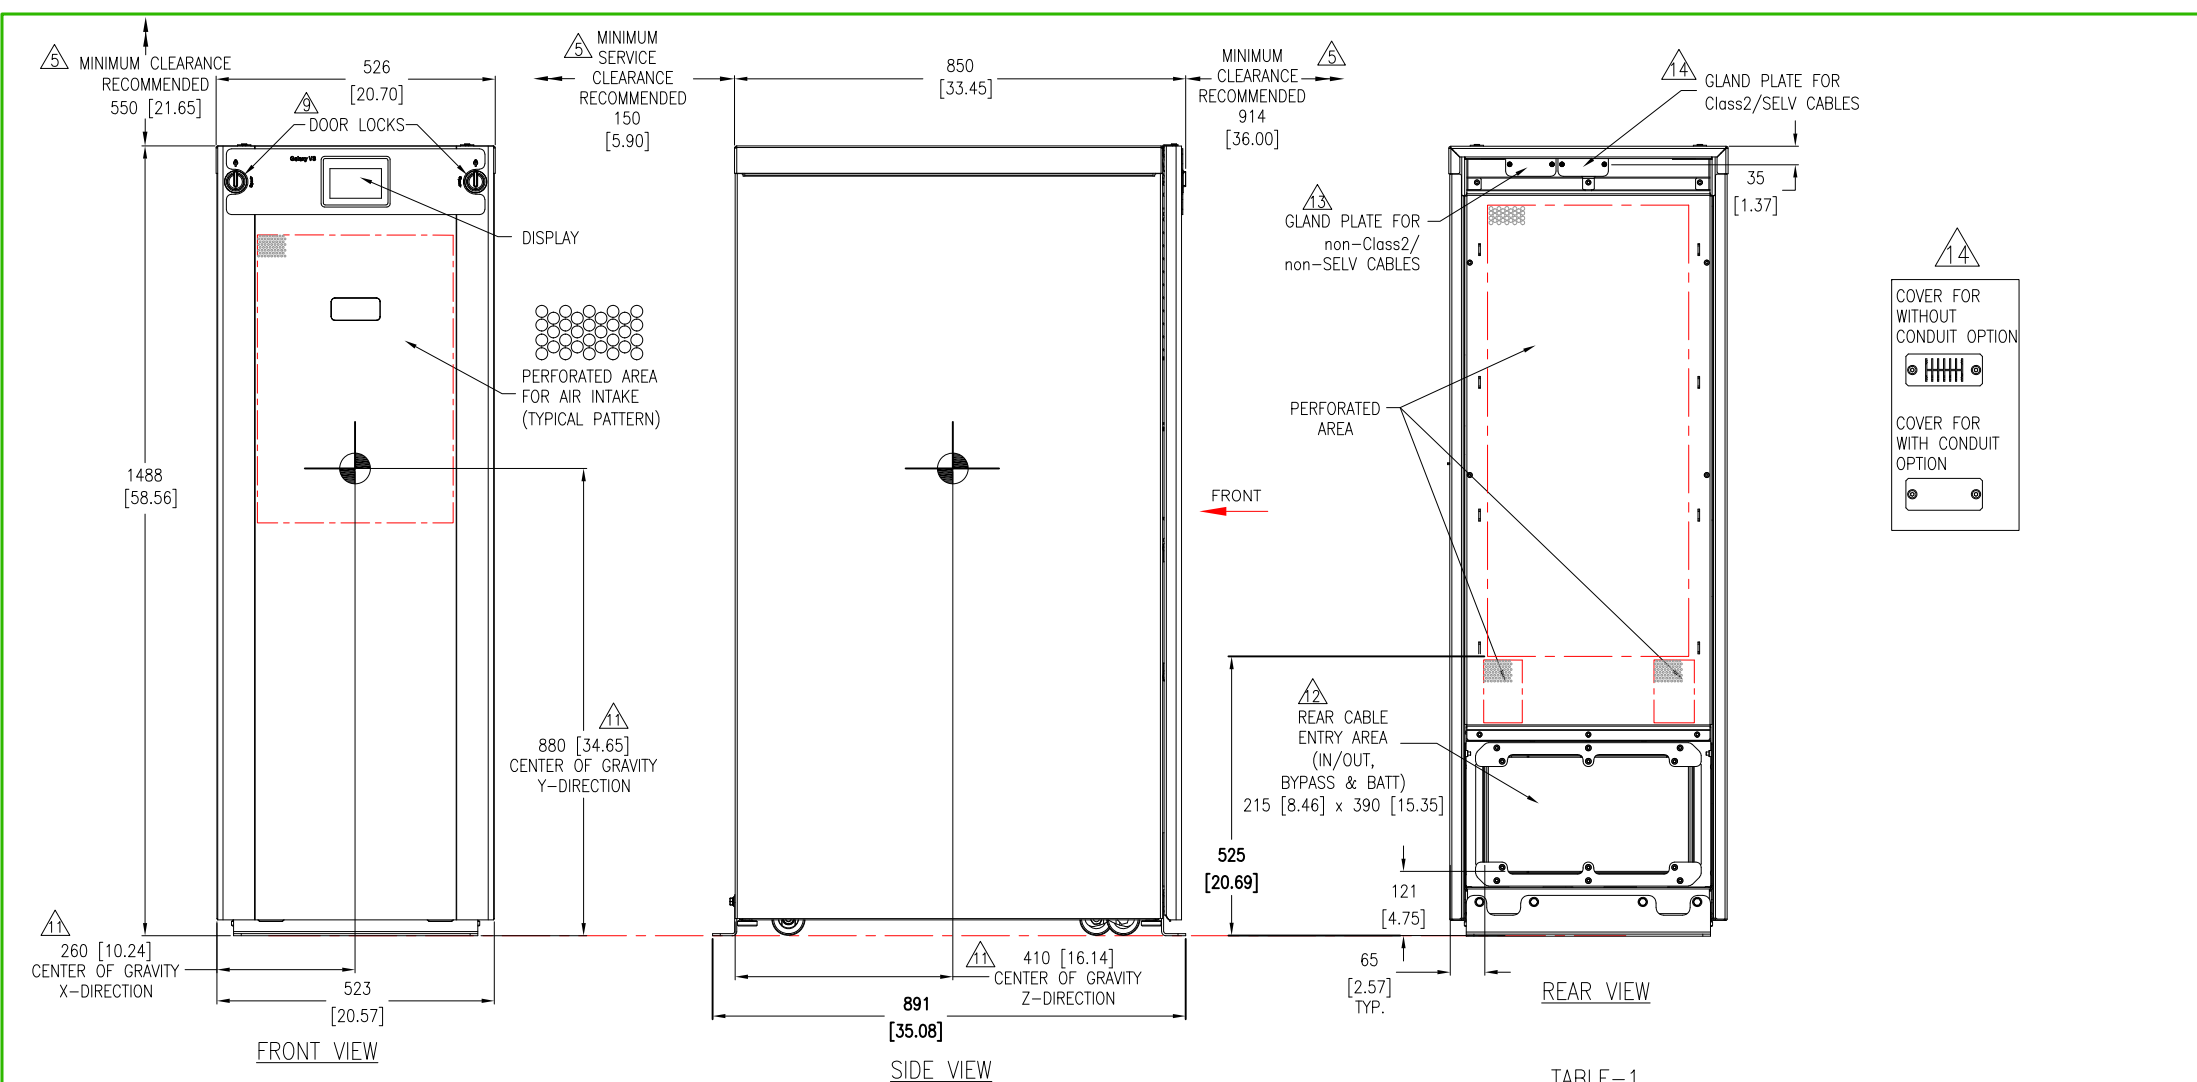 5
MINIMUM CLEARANCE
RECOMMENDED
550 [21.65]
526
[20.70]
9
DOOR LOCKS
Galaxy VS
DISPLAY
PERFORATED AREA
FOR AIR INTAKE
(TYPICAL PATTERN)
1488
[58.56]
11
880 [34.65]
CENTER OF GRAVITY
Y-DIRECTION
11
260 [10.24]
CENTER OF GRAVITY
X-DIRECTION
523
[20.57]
FRONT VIEW
5
MINIMUM
SERVICE
CLEARANCE
RECOMMENDED
150
[5.90]
850
[33.45]
MINIMUM
CLEARANCE
RECOMMENDED
914
[36.00]
5
FRONT
11
410 [16.14]
CENTER OF GRAVITY
Z-DIRECTION
891
[35.08]
SIDE VIEW
14
GLAND PLATE FOR
Class2/SELV CABLES
35
[1.37]
13
GLAND PLATE FOR
non-Class2/
non-SELV CABLES
PERFORATED
AREA
12
REAR CABLE
ENTRY AREA
(IN/OUT,
BYPASS & BATT)
215 [8.46] x 390 [15.35]
525
[20.69]
121
[4.75]
65
[2.57]
TYP.
REAR VIEW
14
COVER FOR
WITHOUT
CONDUIT OPTION
COVER FOR
WITH CONDUIT
OPTION
TABLE-1